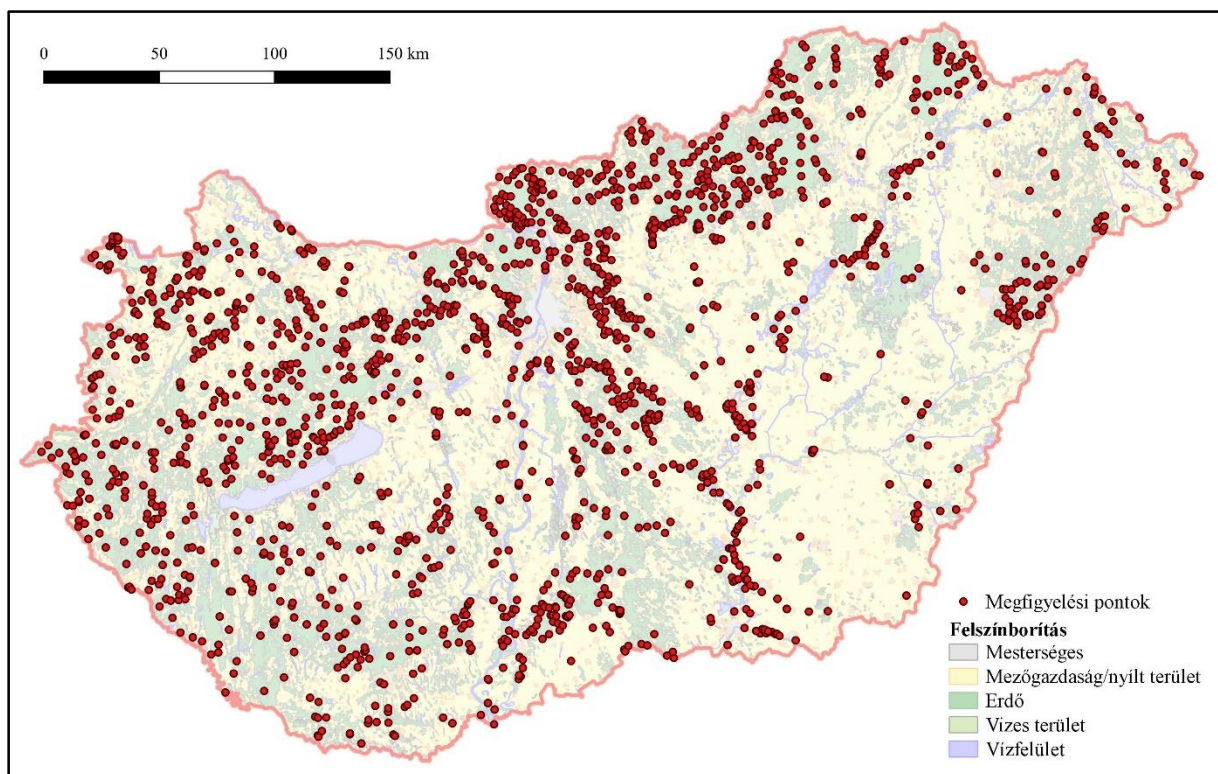 0 50 100 150 km
Megfigyelési pontok
Felszínborítás
Mesterséges
Mezőgazdaság/nyílt terület
Erdő
Vizes terület
Vízfelület